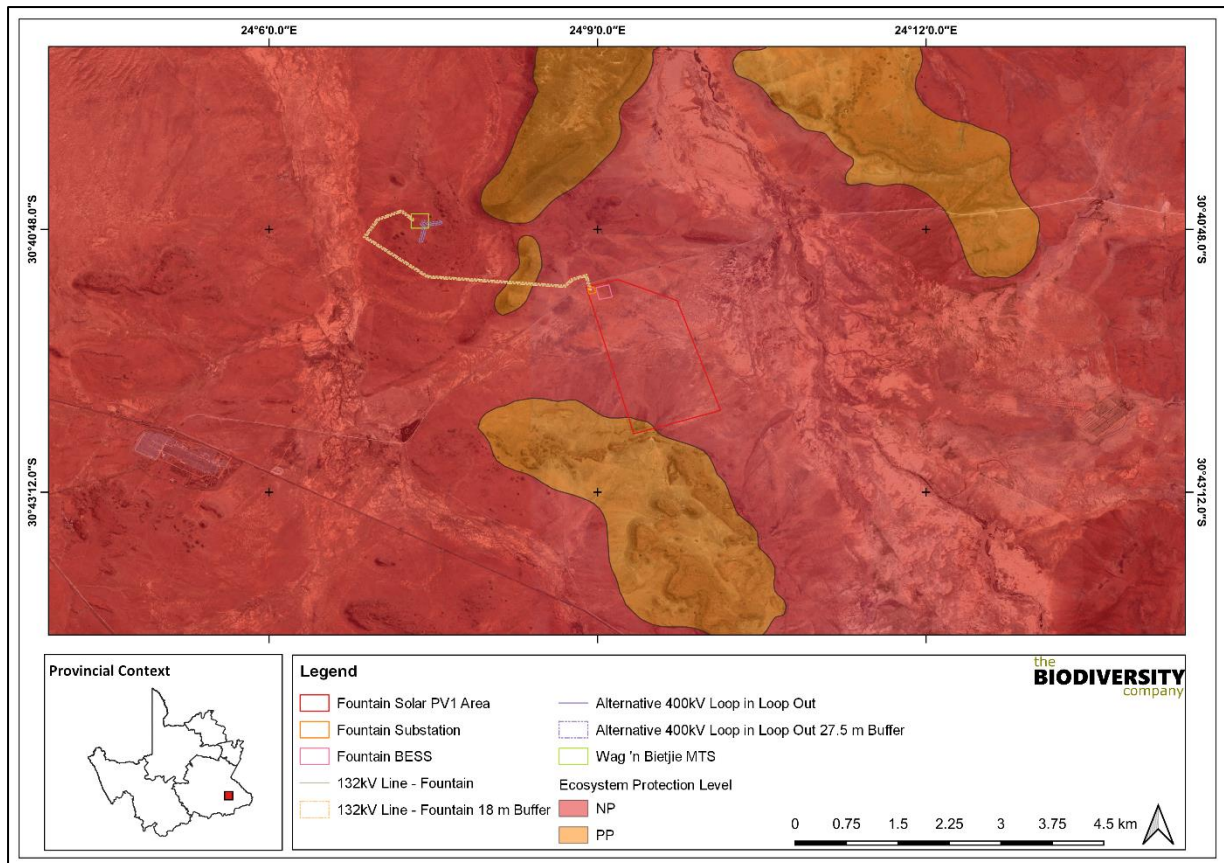 24°6'0.0"E
24°9'0.0"E
24°12'0.0"E
30°40'48.0"S
30°40'48.0"S
30°43'12.0"S
30°43'12.0"S
Provincial Context
Legend
Fountain Solar PV1 Area
Fountain Substation
Fountain BESS
132kV Line - Fountain
132kV Line - Fountain 18 m Buffer
Alternative 400kV Loop in Loop Out
Alternative 400kV Loop in Loop Out 27.5 m Buffer
Wag 'n Bietjie MTS
Ecosystem Protection Level
NP
PP
the
BIODIVERSITY
company
0 0.75 1.5 2.25 3 3.75 4.5 km